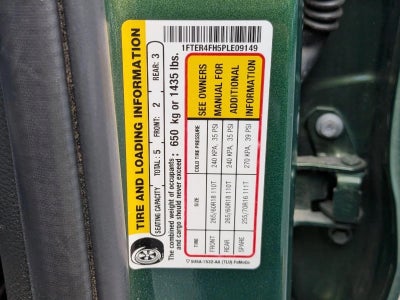 1FTER4FH5PLE09149
TIRE AND LOADING INFORMATION
SEATING CAPACITY TOTAL : 5 FRONT: 2 REAR: 3
The combined weight of occupants
and cargo should never exceed : 650 kg or 1435 lbs.
TIRE SIZE COLD TIRE PRESSURE
FRONT 265/60R18 110T 240 KPA, 35 PSI
REAR 265/60R18 110T 240 KPA, 35 PSI
SPARE 255/70R16 111T 270 KPA, 39 PSI
SEE OWNERS
MANUAL FOR
ADDITIONAL
INFORMATION